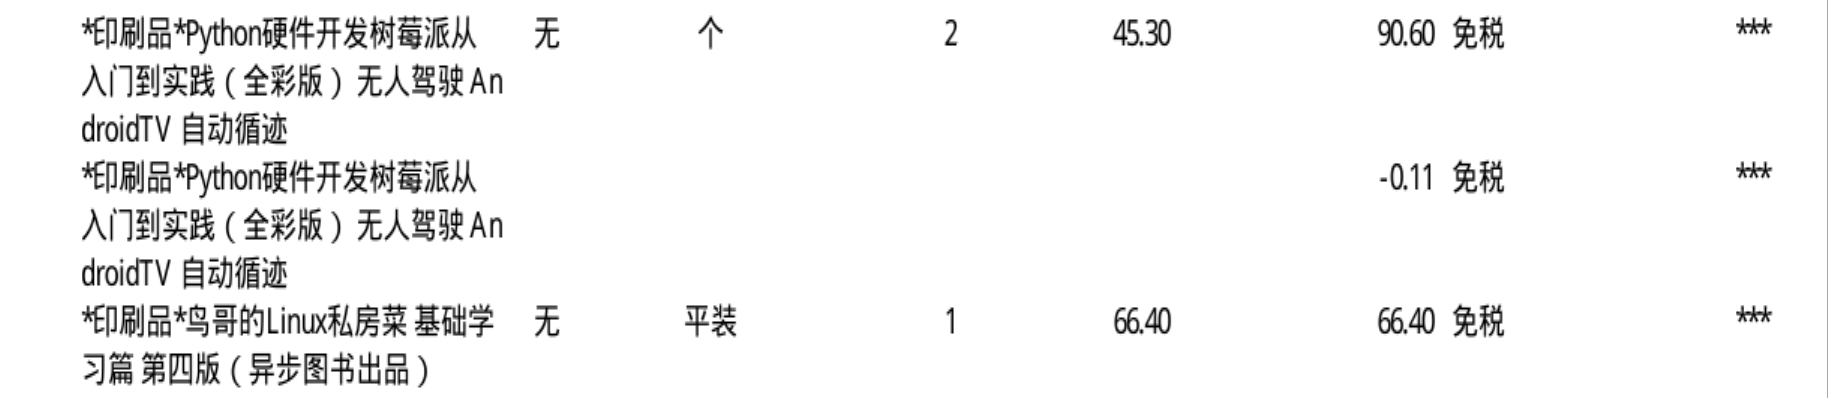 *印刷品*Python硬件开发树莓派从 无 个 2 45.30 90.60 免税 ***
入门到实践（全彩版）无人驾驶 An
droidTV 自动循迹
*印刷品*Python硬件开发树莓派从 -0.11 免税 ***
入门到实践（全彩版）无人驾驶 An
droidTV 自动循迹
*印刷品*鸟哥的Linux私房菜 基础学 无 平装 1 66.40 66.40 免税 ***
习篇 第四版（异步图书出品）